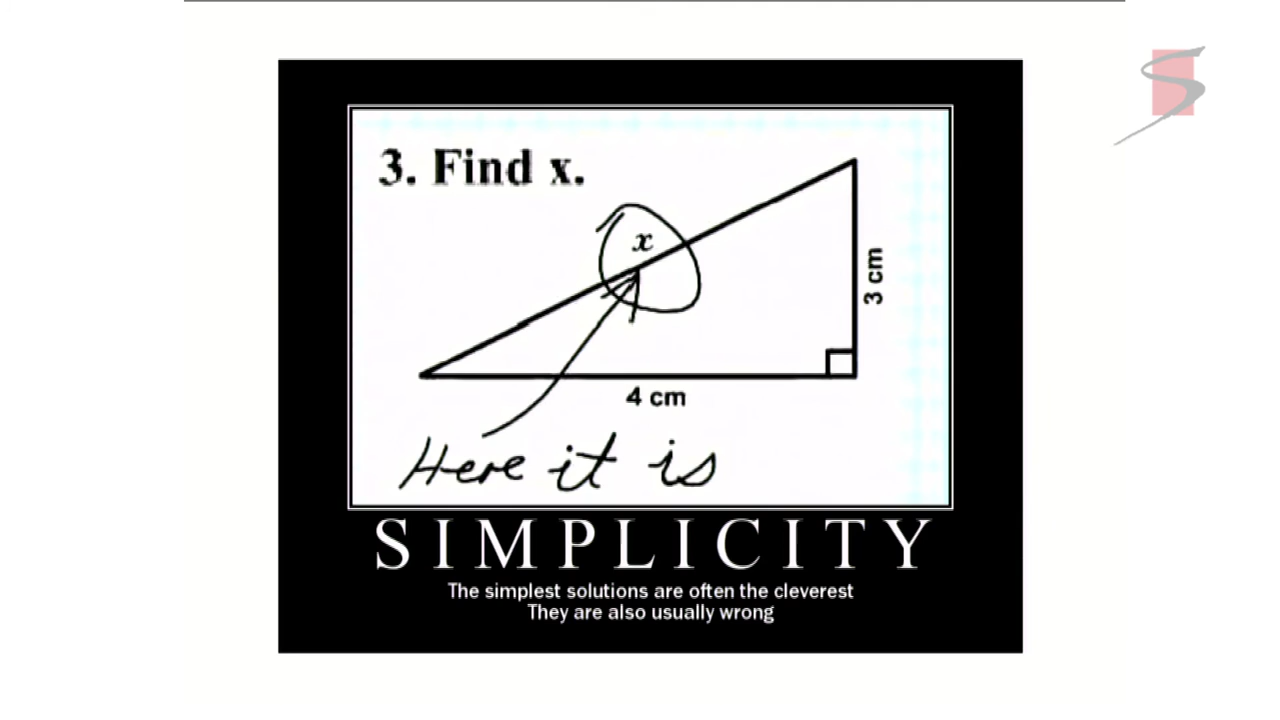 3. Find x.
x
3 cm
4 cm
Here it is
SIMPLICITY
The simplest solutions are often the cleverest
They are also usually wrong